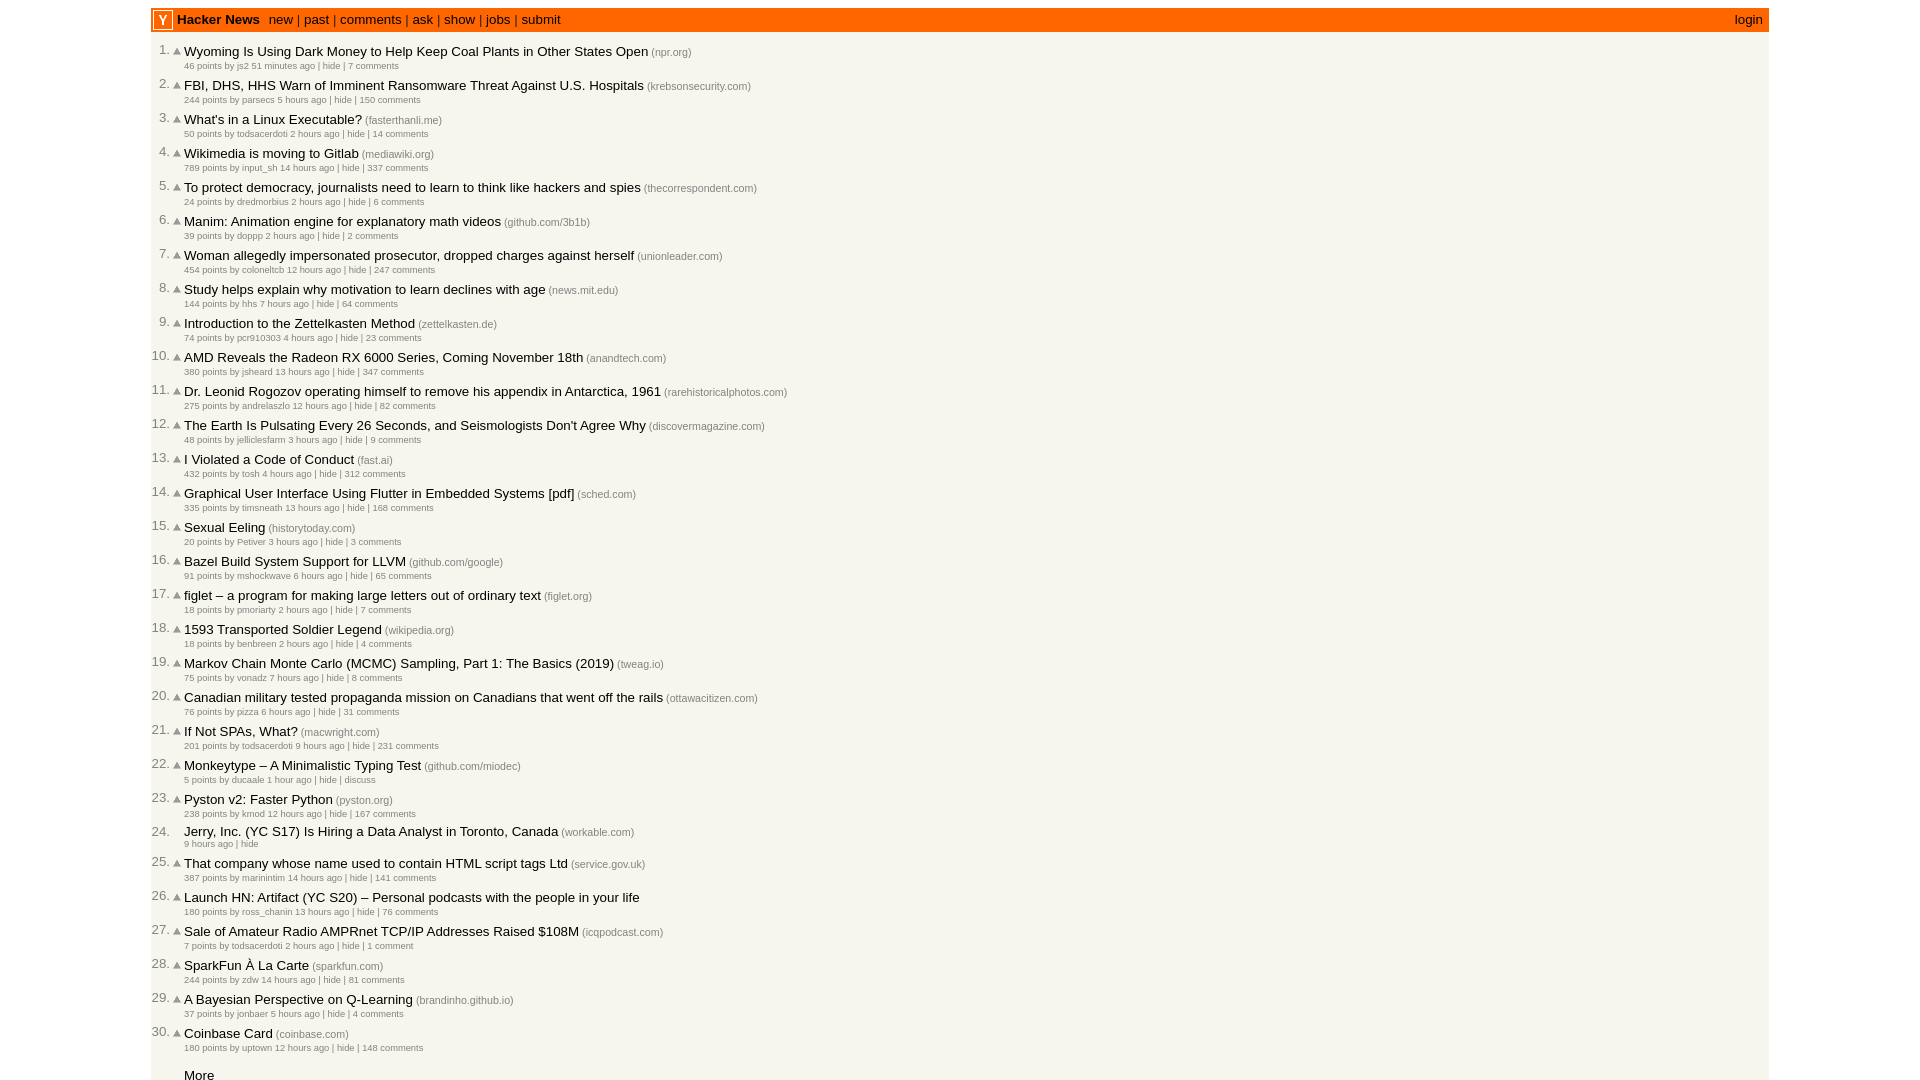 Y Hacker News new | past | comments | ask | show | jobs | submit login
1. Wyoming Is Using Dark Money to Help Keep Coal Plants in Other States Open (npr.org)
46 points by js2 51 minutes ago | hide | 7 comments
2. FBI, DHS, HHS Warn of Imminent Ransomware Threat Against U.S. Hospitals (krebsonsecurity.com)
244 points by parsecs 5 hours ago | hide | 150 comments
3. What's in a Linux Executable? (fasterthanli.me)
50 points by todsacerdoti 2 hours ago | hide | 14 comments
4. Wikimedia is moving to Gitlab (mediawiki.org)
789 points by input_sh 14 hours ago | hide | 337 comments
5. To protect democracy, journalists need to learn to think like hackers and spies (thecorrespondent.com)
24 points by dredmorbius 2 hours ago | hide | 6 comments
6. Manim: Animation engine for explanatory math videos (github.com/3b1b)
39 points by doppp 2 hours ago | hide | 2 comments
7. Woman allegedly impersonated prosecutor, dropped charges against herself (unionleader.com)
454 points by coloneltcb 12 hours ago | hide | 247 comments
8. Study helps explain why motivation to learn declines with age (news.mit.edu)
144 points by hhs 7 hours ago | hide | 64 comments
9. Introduction to the Zettelkasten Method (zettelkasten.de)
74 points by pcr910303 4 hours ago | hide | 23 comments
10. AMD Reveals the Radeon RX 6000 Series, Coming November 18th (anandtech.com)
380 points by jsheard 13 hours ago | hide | 347 comments
11. Dr. Leonid Rogozov operating himself to remove his appendix in Antarctica, 1961 (rarehistoricalphotos.com)
275 points by andrelaszlo 12 hours ago | hide | 82 comments
12. The Earth Is Pulsating Every 26 Seconds, and Seismologists Don't Agree Why (discovermagazine.com)
48 points by jelliclesfarm 3 hours ago | hide | 9 comments
13. I Violated a Code of Conduct (fast.ai)
432 points by tosh 4 hours ago | hide | 312 comments
14. Graphical User Interface Using Flutter in Embedded Systems [pdf] (sched.com)
335 points by timsneath 13 hours ago | hide | 168 comments
15. Sexual Eeling (historytoday.com)
20 points by Petiver 3 hours ago | hide | 3 comments
16. Bazel Build System Support for LLVM (github.com/google)
91 points by mshockwave 6 hours ago | hide | 65 comments
17. figlet – a program for making large letters out of ordinary text (figlet.org)
18 points by pmoriarty 2 hours ago | hide | 7 comments
18. 1593 Transported Soldier Legend (wikipedia.org)
18 points by benbreen 2 hours ago | hide | 4 comments
19. Markov Chain Monte Carlo (MCMC) Sampling, Part 1: The Basics (2019) (tweag.io)
75 points by vonadz 7 hours ago | hide | 8 comments
20. Canadian military tested propaganda mission on Canadians that went off the rails (ottawacitizen.com)
76 points by pizza 6 hours ago | hide | 31 comments
21. If Not SPAs, What? (macwright.com)
201 points by todsacerdoti 9 hours ago | hide | 231 comments
22. Monkeytype – A Minimalistic Typing Test (github.com/miodec)
5 points by ducaale 1 hour ago | hide | discuss
23. Pyston v2: Faster Python (pyston.org)
238 points by kmod 12 hours ago | hide | 167 comments
24. Jerry, Inc. (YC S17) Is Hiring a Data Analyst in Toronto, Canada (workable.com)
9 hours ago | hide
25. That company whose name used to contain HTML script tags Ltd (service.gov.uk)
387 points by marinintim 14 hours ago | hide | 141 comments
26. Launch HN: Artifact (YC S20) – Personal podcasts with the people in your life
180 points by ross_chanin 13 hours ago | hide | 76 comments
27. Sale of Amateur Radio AMPRnet TCP/IP Addresses Raised $108M (icqpodcast.com)
7 points by todsacerdoti 2 hours ago | hide | 1 comment
28. SparkFun À La Carte (sparkfun.com)
244 points by zdw 14 hours ago | hide | 81 comments
29. A Bayesian Perspective on Q-Learning (brandinho.github.io)
37 points by jonbaer 5 hours ago | hide | 4 comments
30. Coinbase Card (coinbase.com)
180 points by uptown 12 hours ago | hide | 148 comments
More